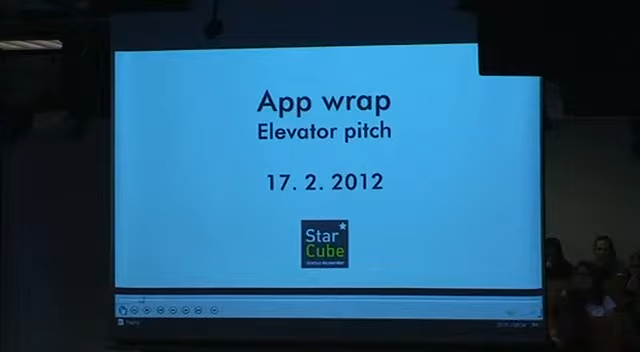 App wrap
Elevator pitch
17. 2. 2012
Star
Cube